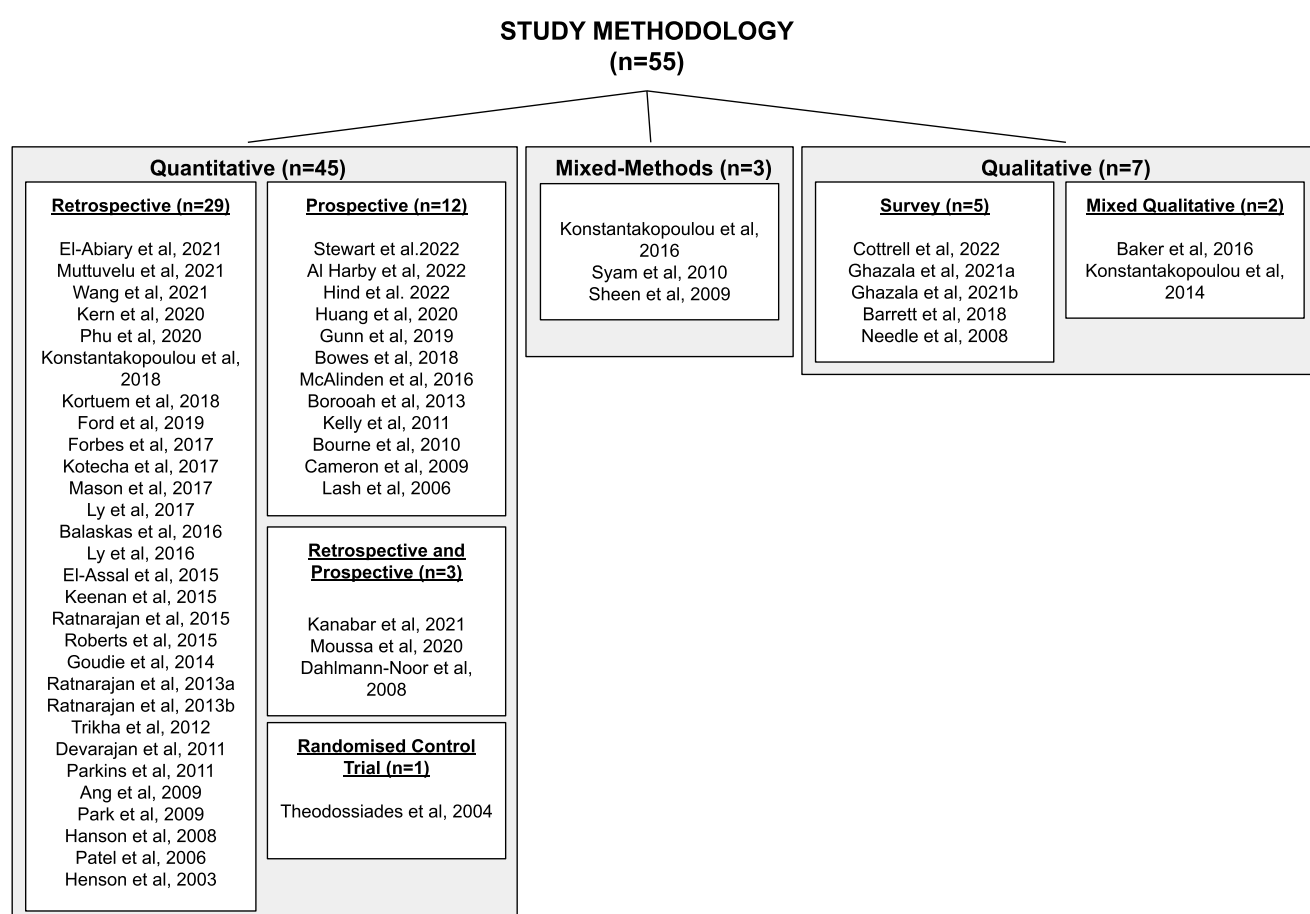 STUDY METHODOLOGY
(n=55)
Quantitative (n=45)
Retrospective (n=29)
El-Abiary et al, 2021
Muttuvelu et al, 2021
Wang et al, 2021
Kern et al, 2020
Phu et al, 2020
Konstantakopoulou et al,
2018
Kortuem et al, 2018
Ford et al, 2019
Forbes et al, 2017
Kotecha et al, 2017
Mason et al, 2017
Ly et al, 2017
Balaskas et al, 2016
Ly et al, 2016
El-Assal et al, 2015
Keenan et al, 2015
Ratnarajan et al, 2015
Roberts et al, 2015
Goudie et al, 2014
Ratnarajan et al, 2013a
Ratnarajan et al, 2013b
Trikha et al, 2012
Devarajan et al, 2011
Parkins et al, 2011
Ang et al, 2009
Park et al, 2009
Hanson et al, 2008
Patel et al, 2006
Henson et al, 2003
Prospective (n=12)
Stewart et al.2022
Al Harby et al, 2022
Hind et al. 2022
Huang et al, 2020
Gunn et al, 2019
Bowes et al, 2018
McAlinden et al, 2016
Borooah et al, 2013
Kelly et al, 2011
Bourne et al, 2010
Cameron et al, 2009
Lash et al, 2006
Retrospective and
Prospective (n=3)
Kanabar et al, 2021
Moussa et al, 2020
Dahlmann-Noor et al,
2008
Randomised Control
Trial (n=1)
Theodossiades et al, 2004
Mixed-Methods (n=3)
Konstantakopoulou et al,
2016
Syam et al, 2010
Sheen et al, 2009
Qualitative (n=7)
Survey (n=5)
Cottrell et al, 2022
Ghazala et al, 2021a
Ghazala et al, 2021b
Barrett et al, 2018
Needle et al, 2008
Mixed Qualitative (n=2)
Baker et al, 2016
Konstantakopoulou et al,
2014